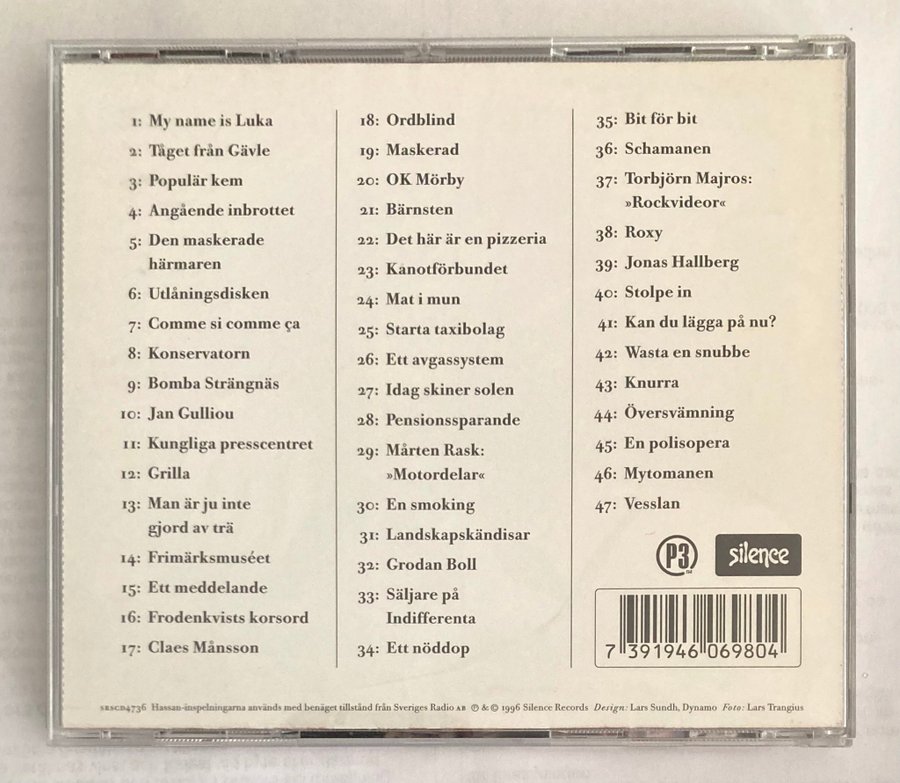 1: My name is Luka
2: Tåget från Gävle
3: Populär kem
4: Angående inbrottet
5: Den maskerade
härmaren
6: Utlåningsdisken
7: Comme si comme ça
8: Konservatorn
9: Bomba Strängnäs
10: Jan Gulliou
11: Kungliga presscentret
12: Grilla
13: Man är ju inte
gjord av trä
14: Frimärksmuséet
15: Ett meddelande
16: Frodenkvists korsord
17: Claes Månsson
18: Ordblind
19: Maskerad
20: OK Mörby
21: Bärnsten
22: Det här är en pizzeria
23: Kanotförbundet
24: Mat i mun
25: Starta taxibolag
26: Ett avgassystem
27: Idag skiner solen
28: Pensionssparande
29: Mårten Rask:
»Motordelar«
30: En smoking
31: Landskapskändisar
32: Grodan Boll
33: Säljare på
Indifferenta
34: Ett nöddop
35: Bit för bit
36: Schamanen
37: Torbjörn Majros:
»Rockvideor«
38: Roxy
39: Jonas Hallberg
40: Stolpe in
41: Kan du lägga på nu?
42: Wasta en snubbe
43: Knurra
44: Översvämning
45: En polisopera
46: Mytomanen
47: Vesslan
P3
silence
7 391946 069804
SRSCD4736 Hassan-inspelningarna används med benäget tillstånd från Sveriges Radio AB ℗ & © 1996 Silence Records Design: Lars Sundh, Dynamo Foto: Lars Trangius